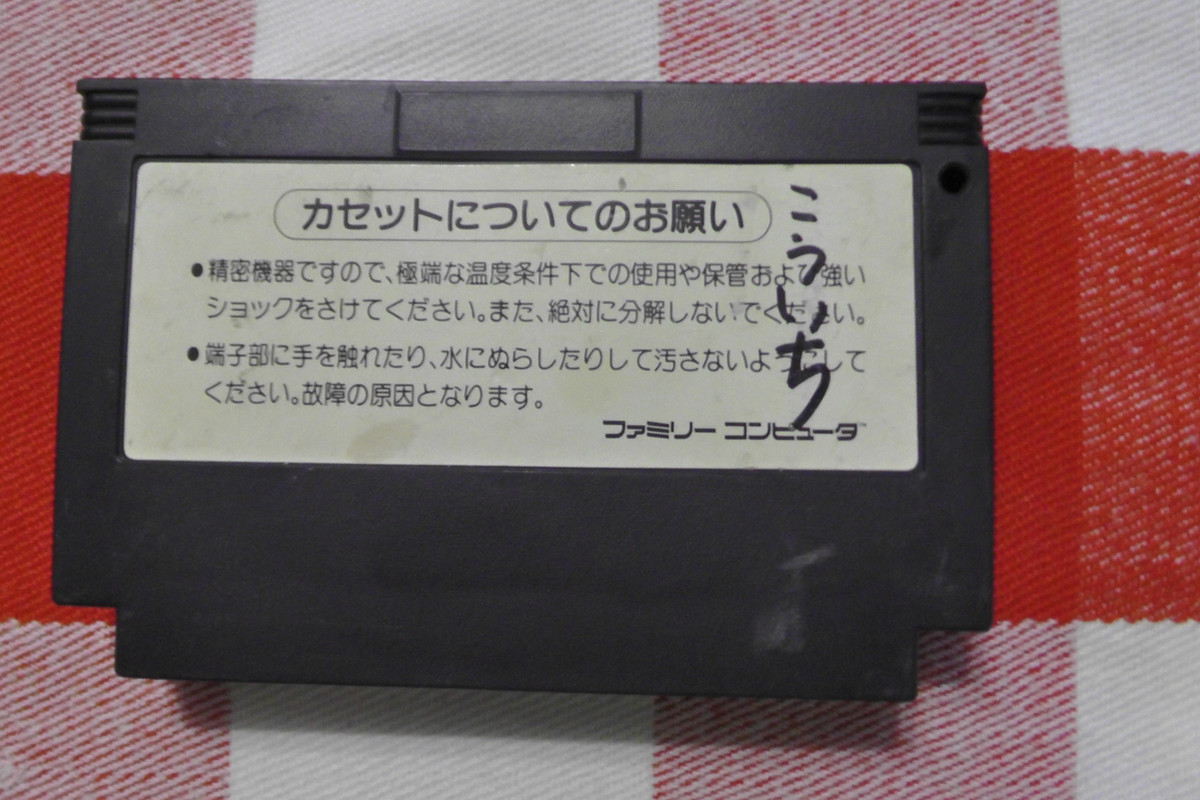 カセットについてのお願い
●精密機器ですので、極端な温度条件下での使用や保管および強い
ショックをさけてください。また、絶対に分解しないでください。
●端子部に手を触れたり、水にぬらしたりして汚さないようにして
ください。故障の原因となります。
ファミリー コンピュータ
こういち